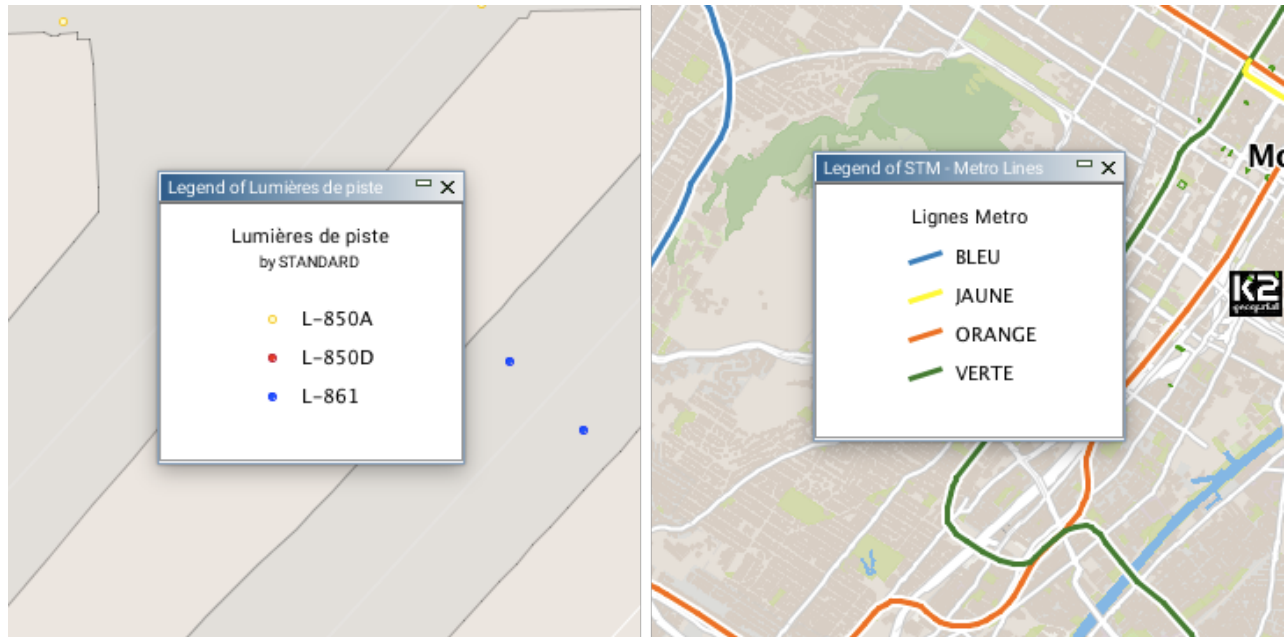 Legend of Lumières de piste
Lumières de piste
by STANDARD
L-850A
L-850D
L-861
Legend of STM - Metro Lines
Lignes Metro
BLEU
JAUNE
ORANGE
VERTE
Mo
K2
geospatial